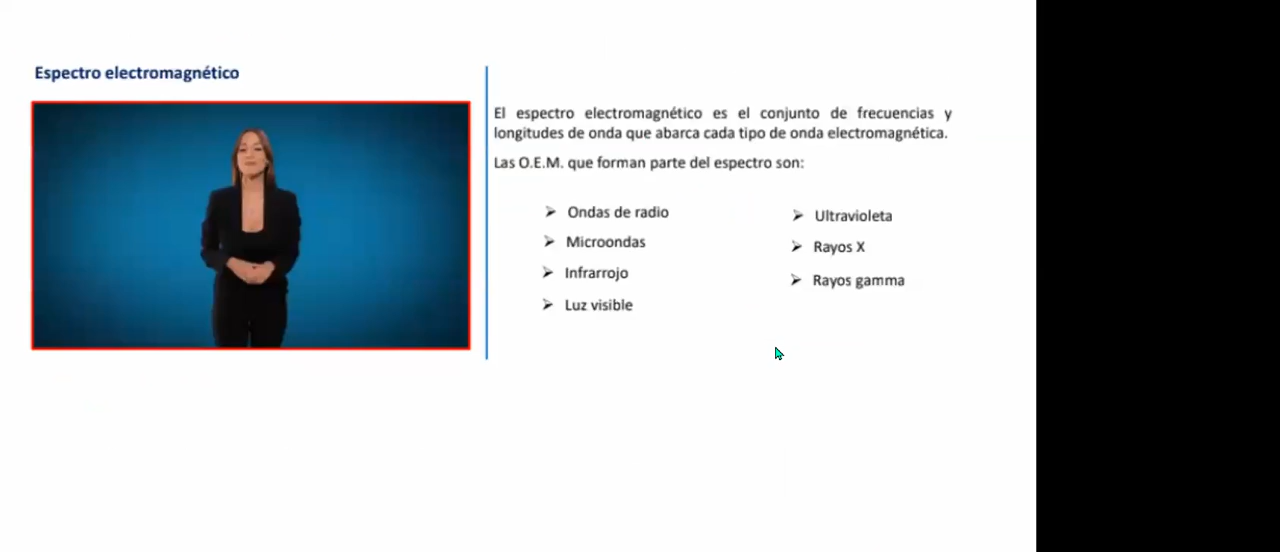 Espectro electromagnético
El espectro electromagnético es el conjunto de frecuencias y
longitudes de onda que abarca cada tipo de onda electromagnética.
Las O.E.M. que forman parte del espectro son:
Ondas de radio
Microondas
Infrarrojo
Luz visible
Ultravioleta
Rayos X
Rayos gamma